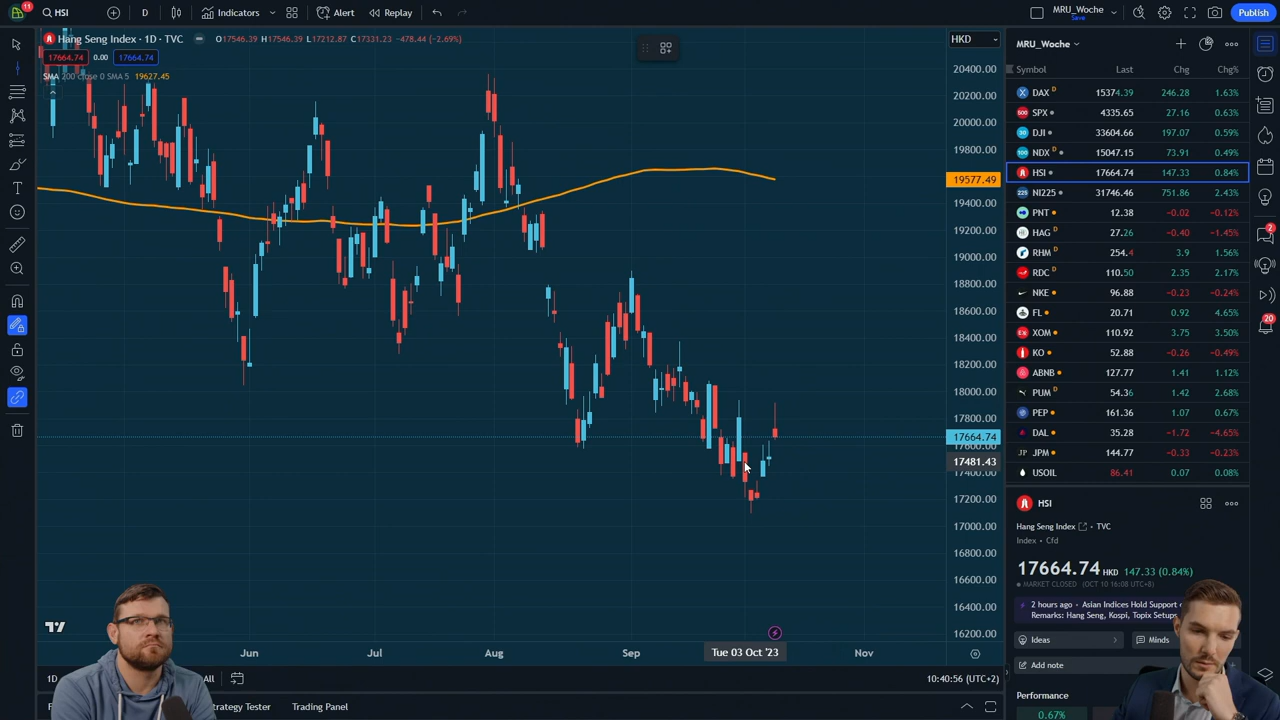 11
HSI
D
Indicators
Alert
Replay
MRU_Woche
Save
Publish
Hang Seng Index · 1D · TVC
O17546.39 H17546.39 L17212.87 C17331.23 -478.44 (-2.69%)
17664.74 0.00 17664.74
SMA 200 close 0 SMA 5 19627.45
HKD
20400.00
20200.00
20000.00
19800.00
19577.49
19400.00
19200.00
19000.00
18800.00
18600.00
18400.00
18200.00
18000.00
17800.00
17664.74
17600.00
17481.43
17400.00
17200.00
17000.00
16800.00
16600.00
16400.00
16200.00
Jun
Jul
Aug
Sep
Tue 03 Oct '23
Nov
1D
All
10:40:56 (UTC+2)
Strategy Tester
Trading Panel
MRU_Woche
Symbol Last Chg Chg%
DAX D 15374.39 246.28 1.63%
SPX 4335.65 27.16 0.63%
DJI 33604.66 197.07 0.59%
NDX D 15047.15 73.91 0.49%
HSI 17664.74 147.33 0.84%
NI225 31746.46 751.86 2.43%
PNT 12.38 -0.02 -0.12%
HAG D 27.26 -0.40 -1.45%
RHM D 254.4 3.9 1.56%
RDC D 110.50 2.35 2.17%
NKE 96.88 -0.23 -0.24%
FL 20.71 0.92 4.65%
XOM 110.92 3.75 3.50%
KO 52.88 -0.26 -0.49%
ABNB 127.77 1.41 1.12%
PUM D 54.36 1.42 2.68%
PEP 161.36 1.07 0.67%
DAL 35.28 -1.72 -4.65%
JPM 144.77 -0.33 -0.23%
USOIL 86.41 0.07 0.08%
HSI
Hang Seng Index · TVC
Index · Cfd
17664.74 HKD 147.33 (0.84%)
MARKET CLOSED (OCT 10 16:08 UTC+8)
2 hours ago · Asian Indices Hold Support
Remarks: Hang Seng, Kospi, Topix Setups
Ideas
Minds
Add note
Performance
0.67%
2
20